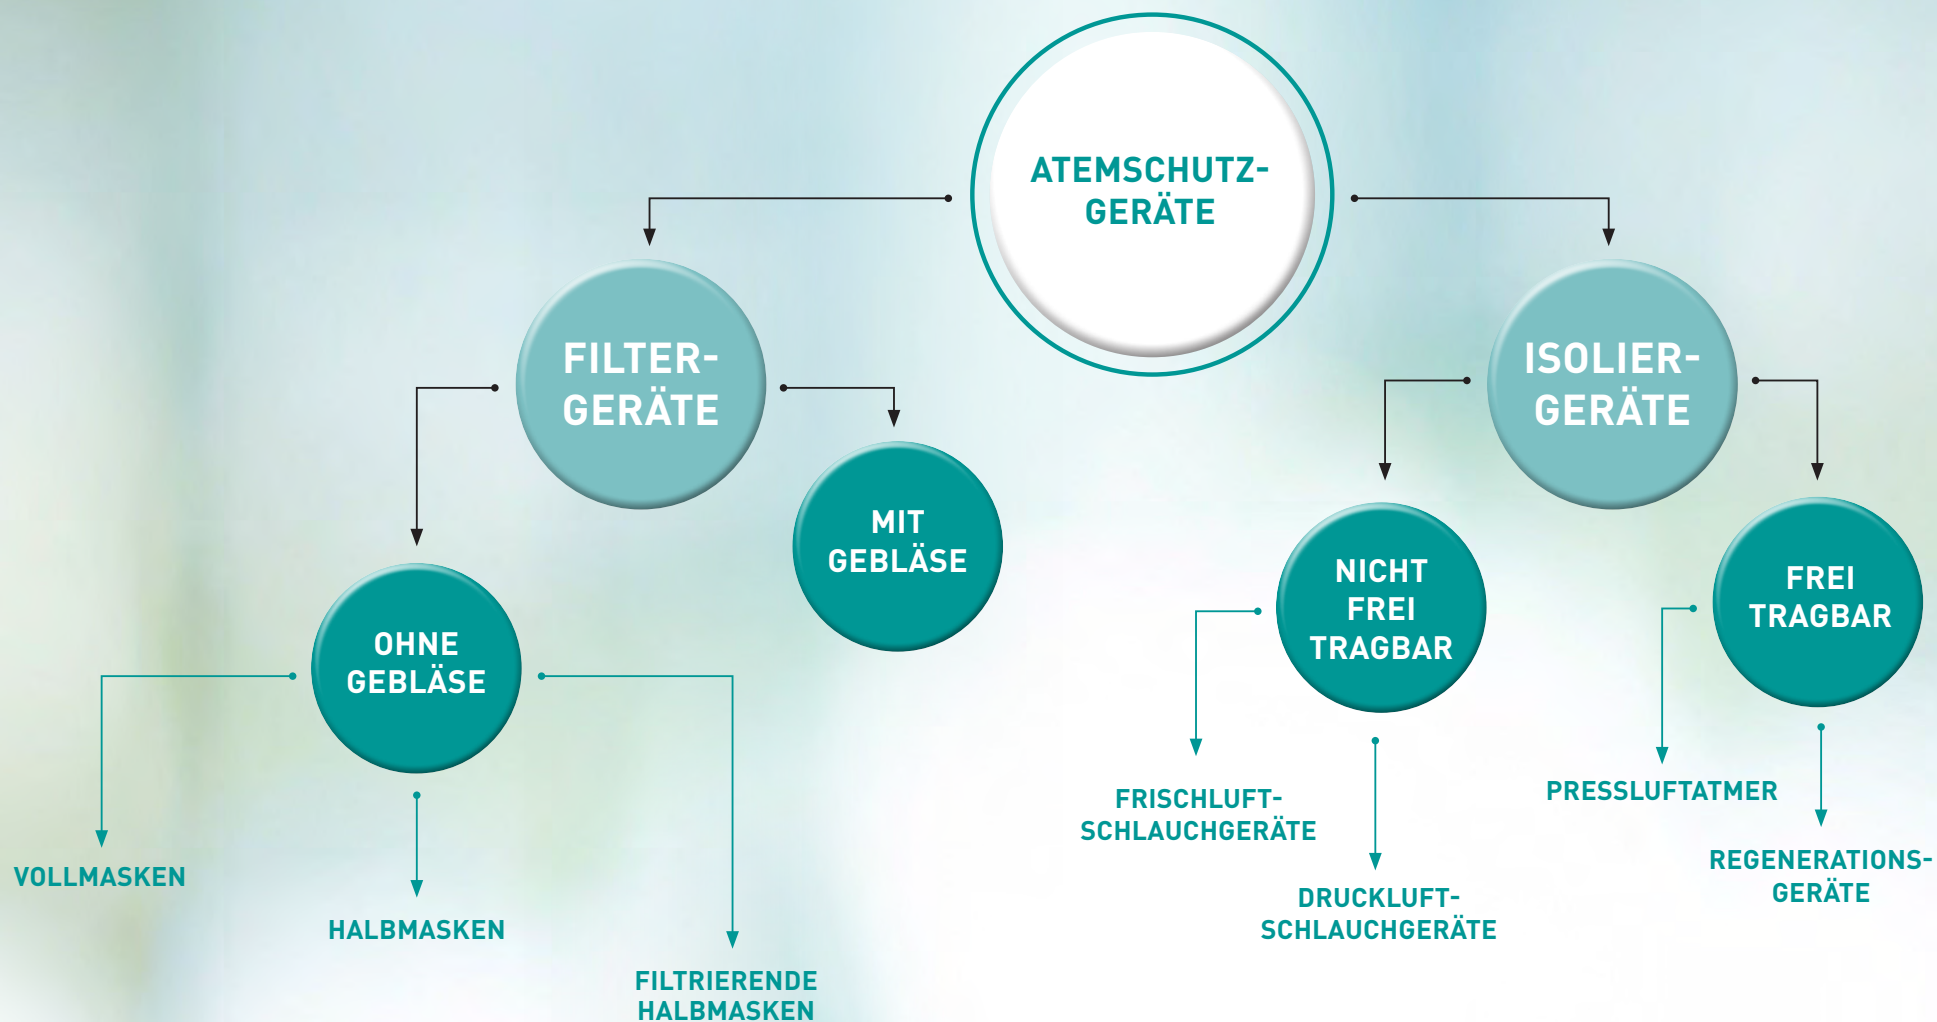 ATEMSCHUTZ-
GERÄTE
FILTER-
GERÄTE
ISOLIER-
GERÄTE
MIT
GEBLÄSE
OHNE
GEBLÄSE
NICHT
FREI
TRAGBAR
FREI
TRAGBAR
VOLLMASKEN
HALBMASKEN
FILTRIERENDE
HALBMASKEN
FRISCHLUFT-
SCHLAUCHGERÄTE
DRUCKLUFT-
SCHLAUCHGERÄTE
PRESSLUFTATMER
REGENERATIONS-
GERÄTE